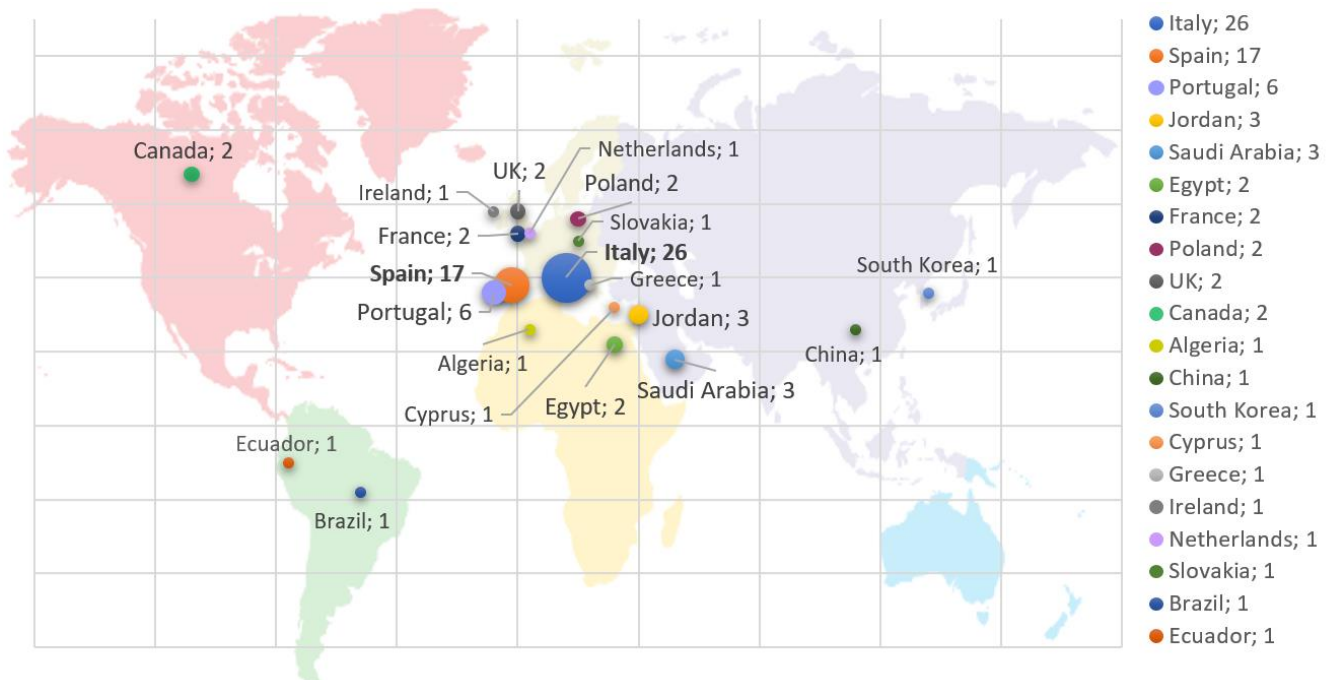 Canada; 2
Netherlands; 1
UK; 2
Poland; 2
Ireland; 1
Slovakia; 1
France; 2
Italy; 26
Spain; 17
Greece; 1
South Korea; 1
Portugal; 6
Jordan; 3
Algeria; 1
China; 1
Saudi Arabia; 3
Cyprus; 1
Egypt; 2
Ecuador; 1
Brazil; 1
Italy; 26
Spain; 17
Portugal; 6
Jordan; 3
Saudi Arabia; 3
Egypt; 2
France; 2
Poland; 2
UK; 2
Canada; 2
Algeria; 1
China; 1
South Korea; 1
Cyprus; 1
Greece; 1
Ireland; 1
Netherlands; 1
Slovakia; 1
Brazil; 1
Ecuador; 1